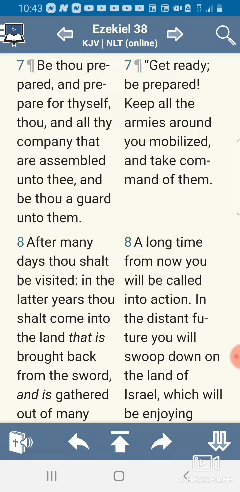 10:43
82%
Ezekiel 38
KJV | NLT (online)
7 ¶ Be thou pre-
pared, and pre-
pare for thyself,
thou, and all thy
company that
are assembled
unto thee, and
be thou a guard
unto them.
8 After many
days thou shalt
be visited: in the
latter years thou
shalt come into
the land that is
brought back
from the sword,
and is gathered
out of many
7 ¶ “Get ready;
be prepared!
Keep all the
armies around
you mobilized,
and take com-
mand of them.
8 A long time
from now you
will be called
into action. In
the distant fu-
ture you will
swoop down on
the land of
Israel, which will
be enjoying